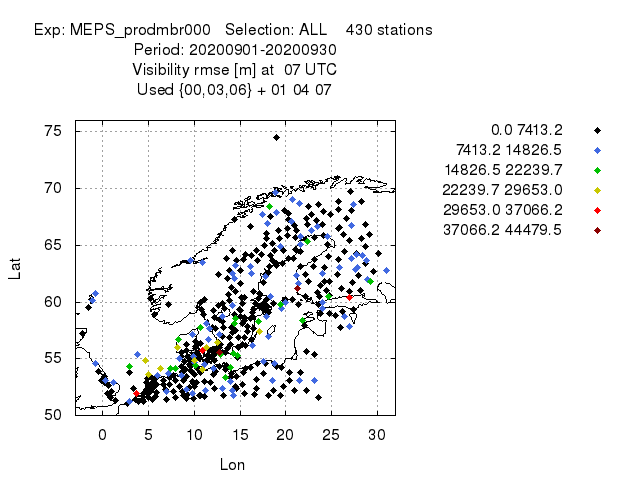 Exp: MEPS_prodmbr000 Selection: ALL 430 stations
Period: 20200901-20200930
Visibility rmse [m] at 07 UTC
Used {00,03,06} + 01 04 07
0.0 7413.2
7413.2 14826.5
14826.5 22239.7
22239.7 29653.0
29653.0 37066.2
37066.2 44479.5
75
70
65
60
55
50
Lat
0 5 10 15 20 25 30
Lon